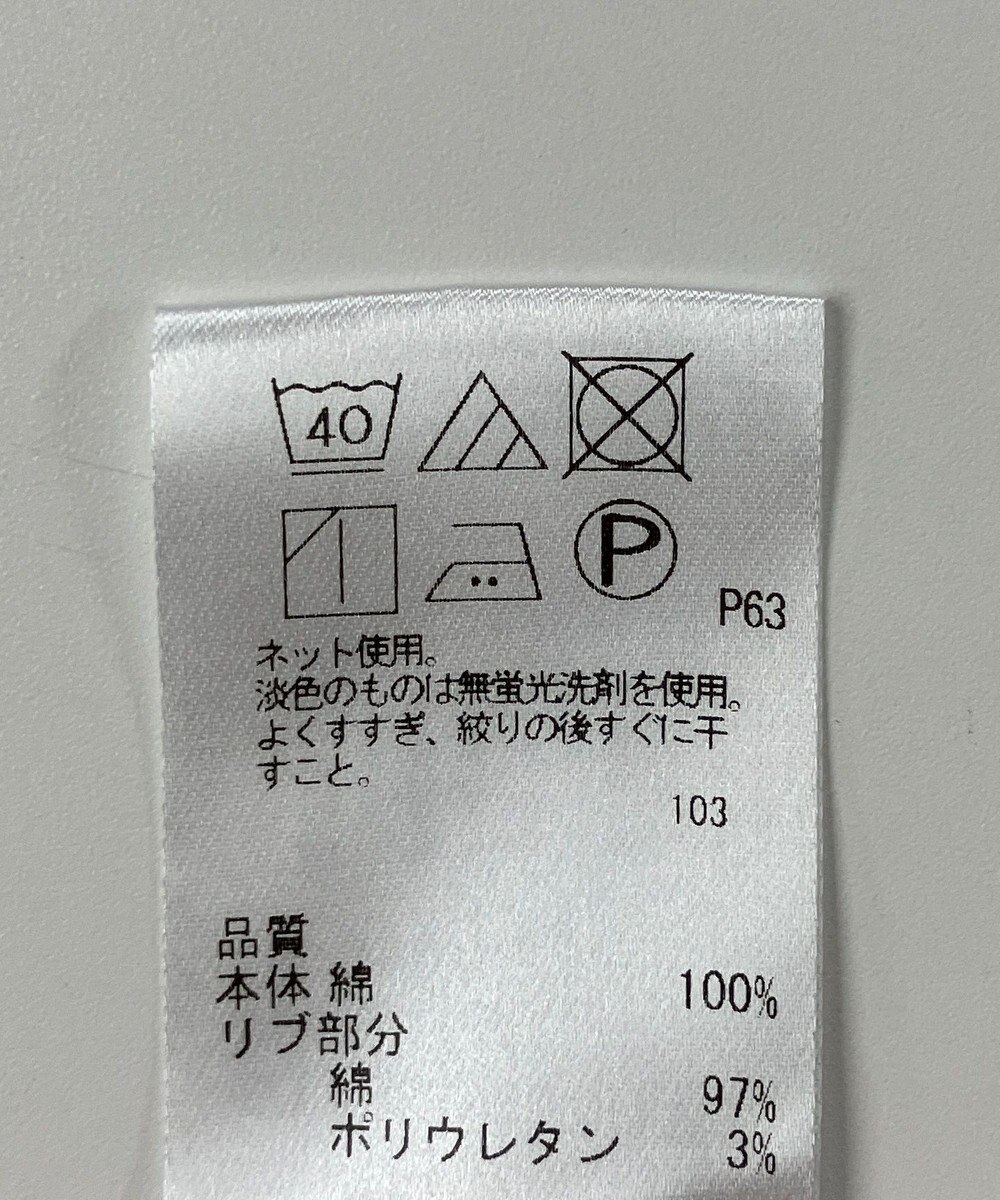 40
P
P63
ネット使用。
淡色のものは無蛍光洗剤を使用。
よくすすぎ、絞りの後すぐに干
すこと。
103
品質
本体 綿 100%
リブ部分
綿 97%
ポリウレタン 3%